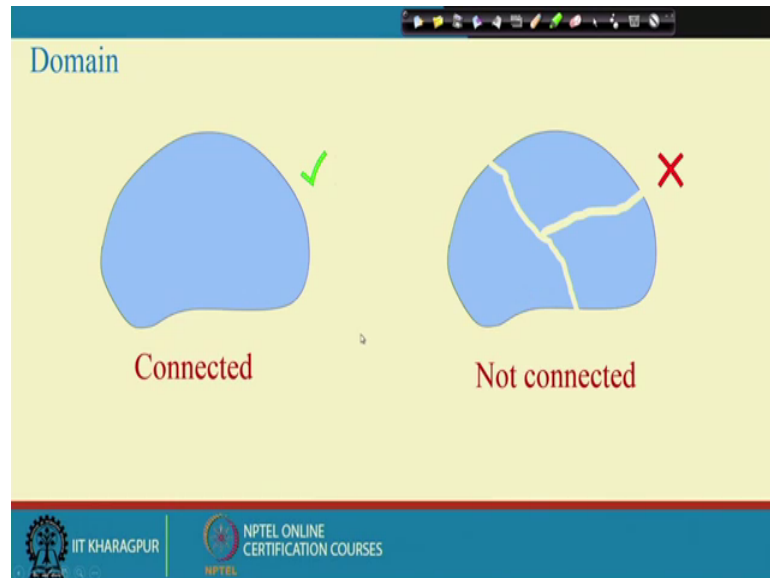 Domain
Connected
Not connected
IIT KHARAGPUR
NPTEL
NPTEL ONLINE
CERTIFICATION COURSES